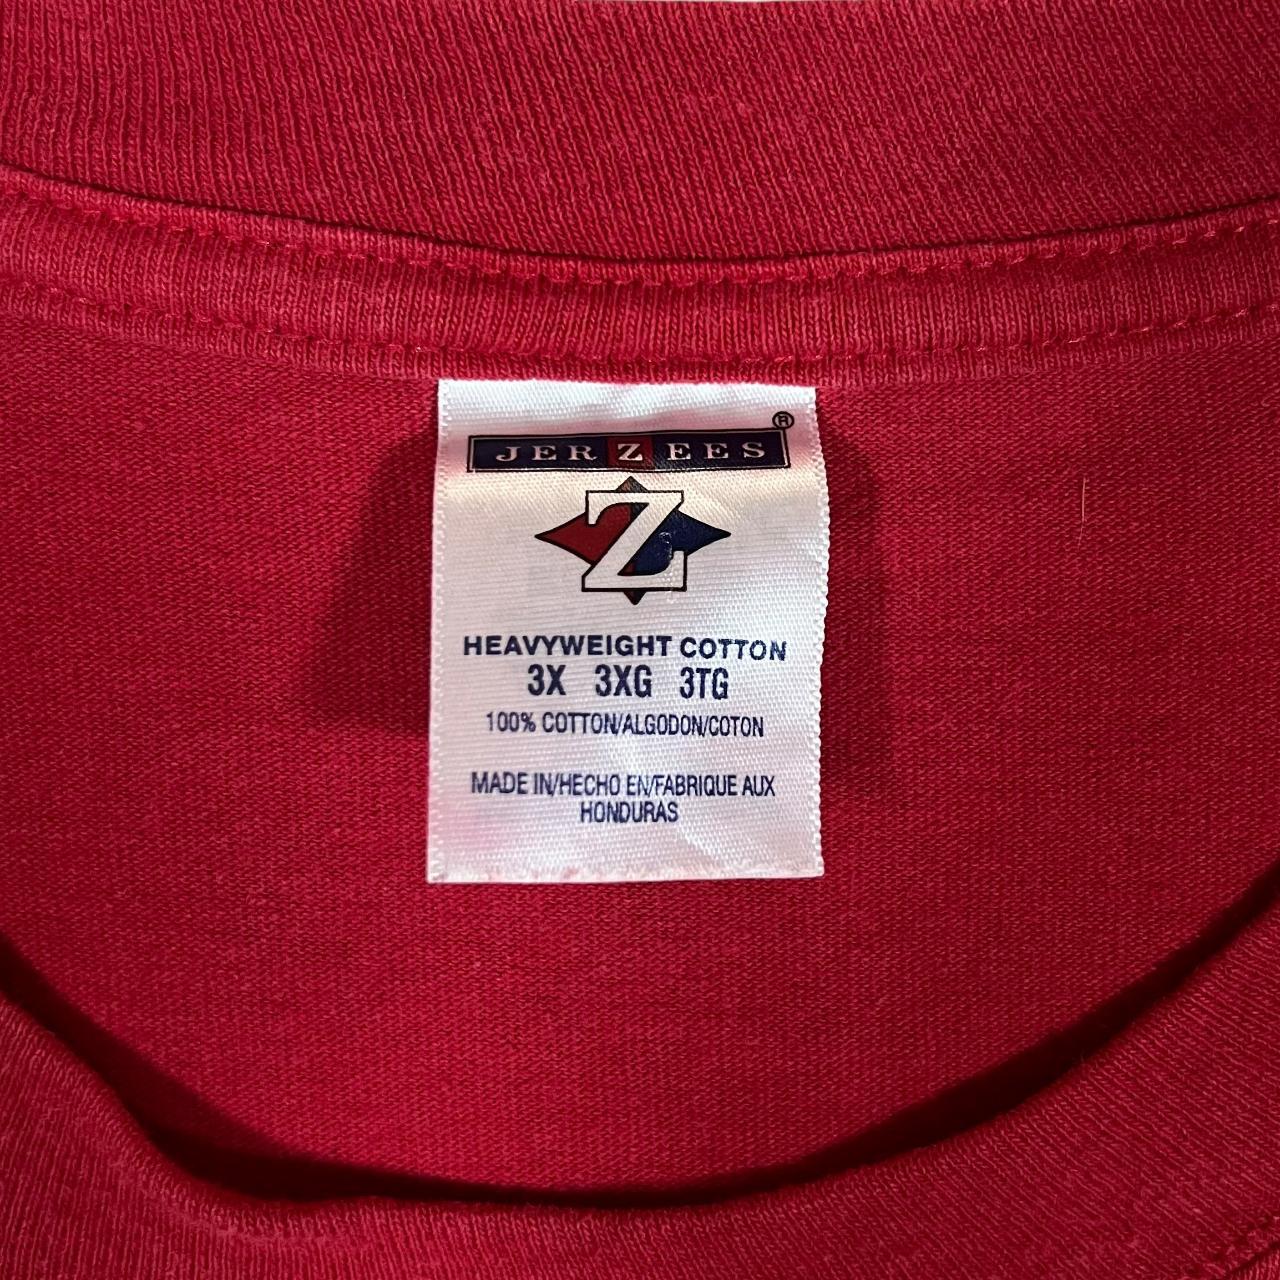 JERZEES®
Z
HEAVYWEIGHT COTTON
3X 3XG 3TG
100% COTTON/ALGODON/COTON
MADE IN/HECHO EN/FABRIQUE AUX
HONDURAS